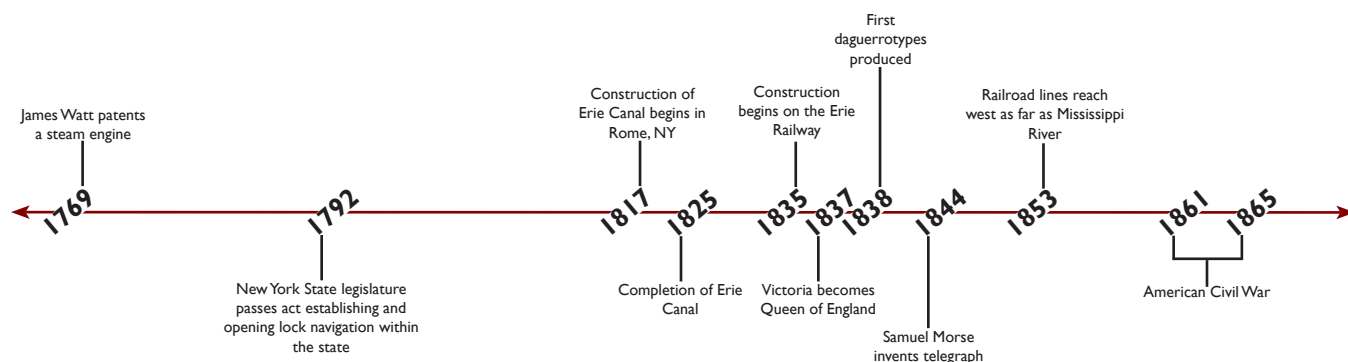 James Watt patents
a steam engine
1769
1792
New York State legislature
passes act establishing and
opening lock navigation within
the state
Construction of
Erie Canal begins in
Rome, NY
1817
1825
Completion of Erie
Canal
Construction
begins on the Erie
Railway
1835
1837
Victoria becomes
Queen of England
First
daguerrotypes
produced
1838
1844
Samuel Morse
invents telegraph
Railroad lines reach
west as far as Mississippi
River
1853
1861
1865
American Civil War